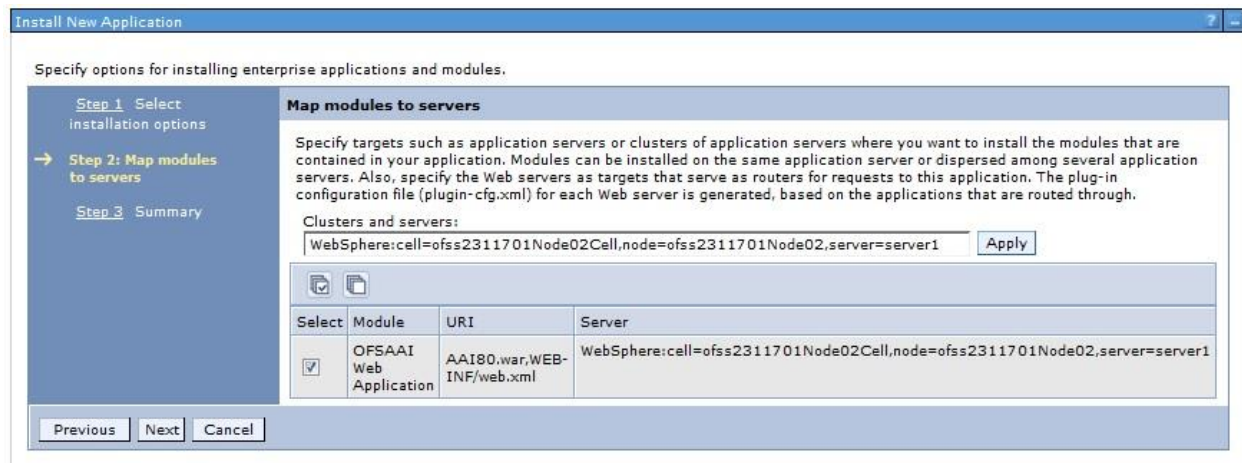 Install New Application
?
Specify options for installing enterprise applications and modules.
Step 1 Select
installation options
Step 2: Map modules
to servers
Step 3 Summary
Map modules to servers
Specify targets such as application servers or clusters of application servers where you want to install the modules that are
contained in your application. Modules can be installed on the same application server or dispersed among several application
servers. Also, specify the Web servers as targets that serve as routers for requests to this application. The plug-in
configuration file (plugin-cfg.xml) for each Web server is generated, based on the applications that are routed through.
Clusters and servers:
WebSphere:cell=ofss2311701Node02Cell,node=ofss2311701Node02,server=server1 Apply
Select Module URI Server
OFSAAI
Web
Application
AAI80.war,WEB-
INF/web.xml
WebSphere:cell=ofss2311701Node02Cell,node=ofss2311701Node02,server=server1
Previous Next Cancel